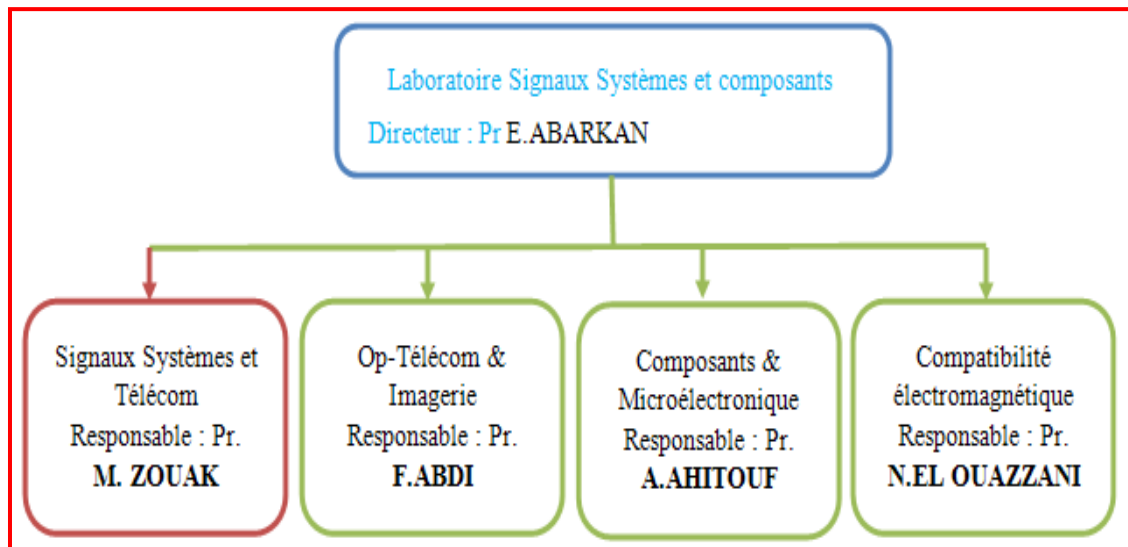 Laboratoire Signaux Systèmes et composants
Directeur : Pr E.ABARKAN
Signaux Systèmes et
Télécom
Responsable : Pr.
M. ZOUAK
Op-Télécom &
Imagerie
Responsable : Pr.
F.ABDI
Composants &
Microélectronique
Responsable : Pr.
A.AHITOUF
Compatibilité
électromagnétique
Responsable : Pr.
N.EL OUAZZANI